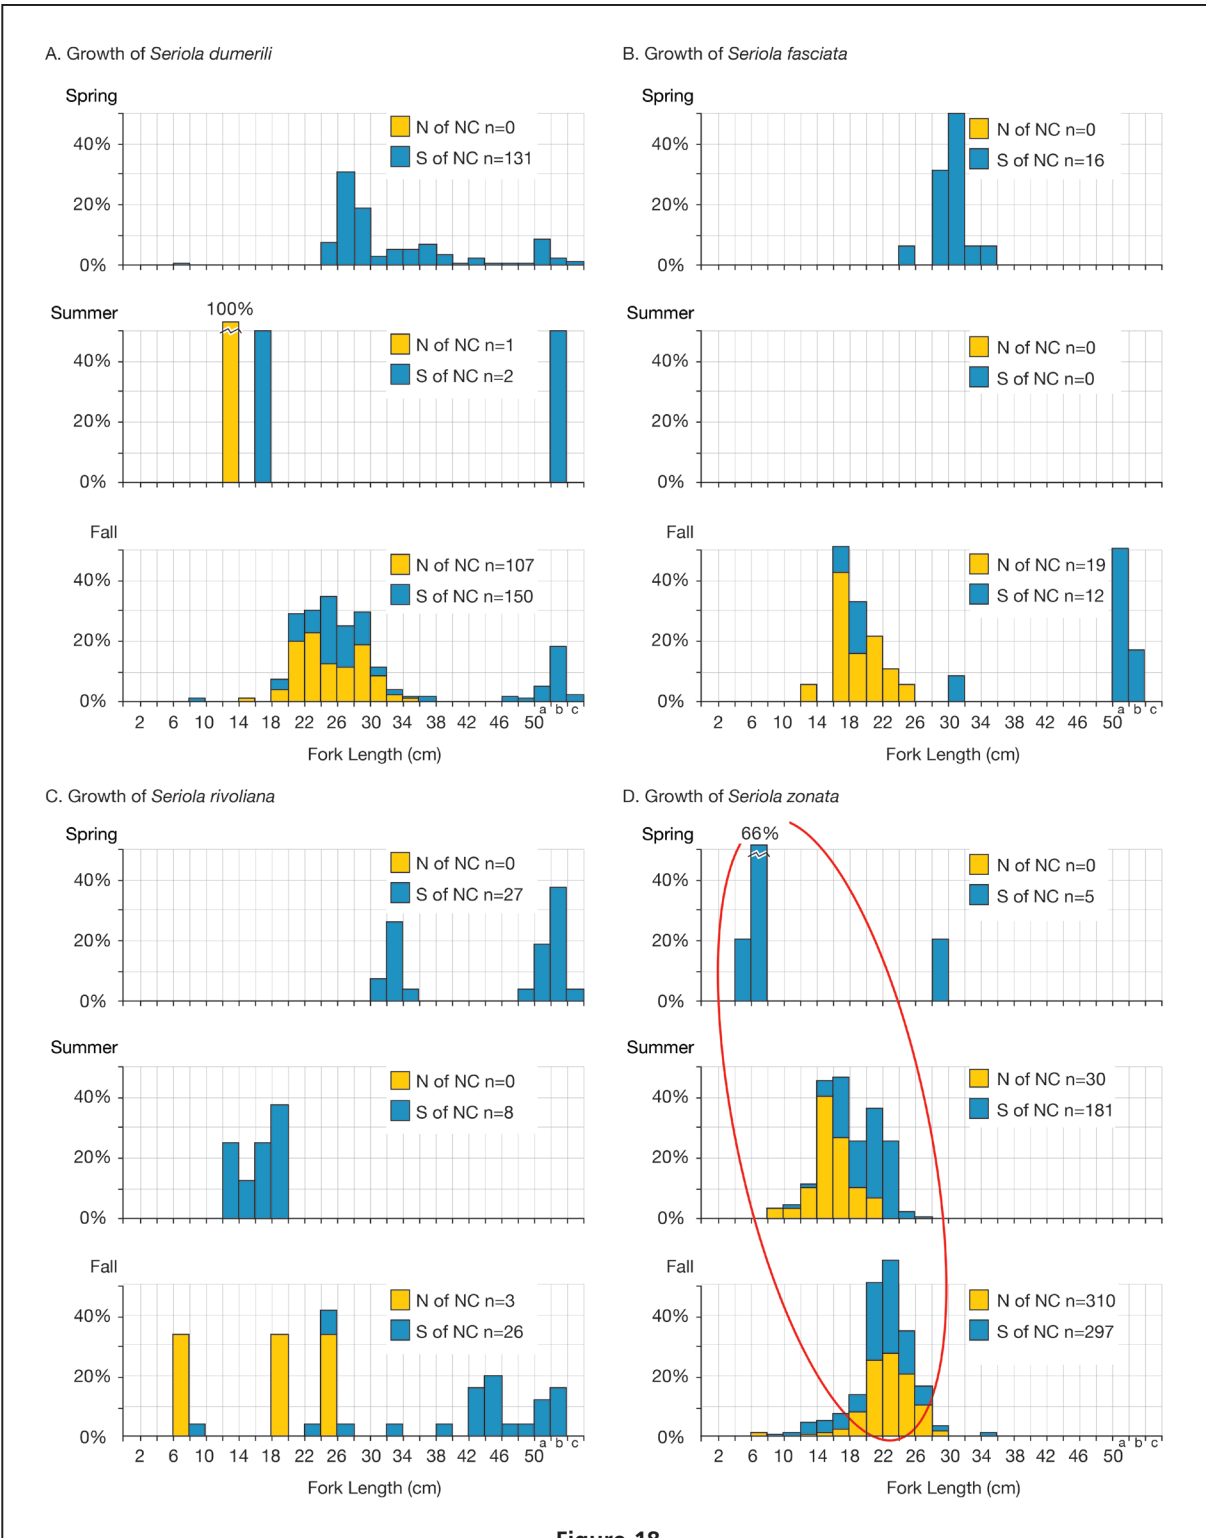 A. Growth of Seriola dumerili
Spring
N of NC n=0
S of NC n=131
40%
20%
0%
Summer
100%
N of NC n=1
S of NC n=2
40%
20%
0%
Fall
N of NC n=107
S of NC n=150
40%
20%
0%
2 6 10 14 18 22 26 30 34 38 42 46 50 a b c
Fork Length (cm)
B. Growth of Seriola fasciata
Spring
N of NC n=0
S of NC n=16
40%
20%
0%
Summer
N of NC n=0
S of NC n=0
40%
20%
0%
Fall
N of NC n=19
S of NC n=12
40%
20%
0%
2 6 10 14 18 22 26 30 34 38 42 46 50 a b c
Fork Length (cm)
C. Growth of Seriola rivoliana
Spring
N of NC n=0
S of NC n=27
40%
20%
0%
Summer
N of NC n=0
S of NC n=8
40%
20%
0%
Fall
N of NC n=3
S of NC n=26
40%
20%
0%
2 6 10 14 18 22 26 30 34 38 42 46 50 a b c
Fork Length (cm)
D. Growth of Seriola zonata
Spring
66%
N of NC n=0
S of NC n=5
40%
20%
0%
Summer
N of NC n=30
S of NC n=181
40%
20%
0%
Fall
N of NC n=310
S of NC n=297
40%
20%
0%
2 6 10 14 18 22 26 30 34 38 42 46 50 a b c
Fork Length (cm)
Figure 18